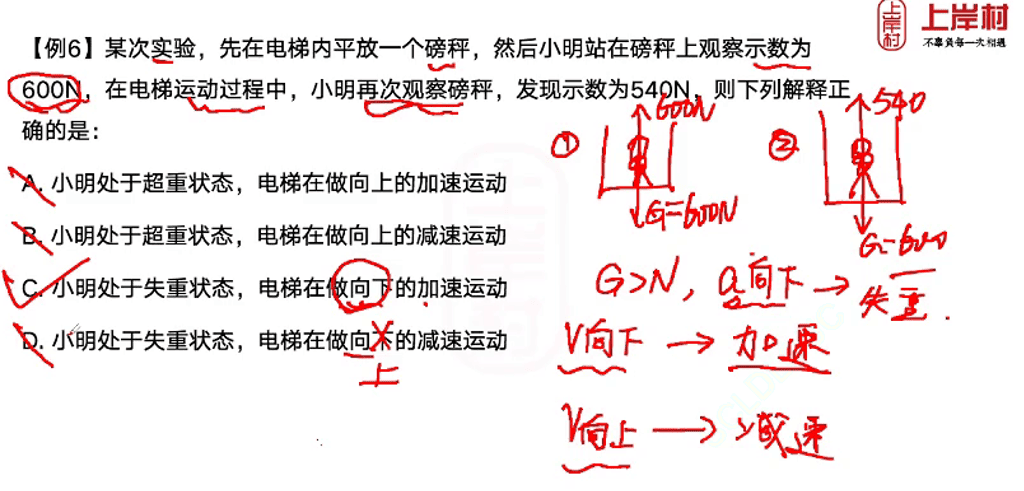 上岸村
上岸村
不辜负每一次相遇
【例6】某次实验，先在电梯内平放一个磅秤，然后小明站在磅秤上观察示数为
600N，在电梯运动过程中，小明再次观察磅秤，发现示数为540N，则下列解释正
确的是：
A. 小明处于超重状态，电梯在做向上的加速运动
B. 小明处于超重状态，电梯在做向上的减速运动
C. 小明处于失重状态，电梯在做向下的加速运动
D. 小明处于失重状态，电梯在做向下的减速运动
上
① 600N
G=600N
② 540
G=600
G>N，a向下→失重.
V向下→加速
V向上→减速